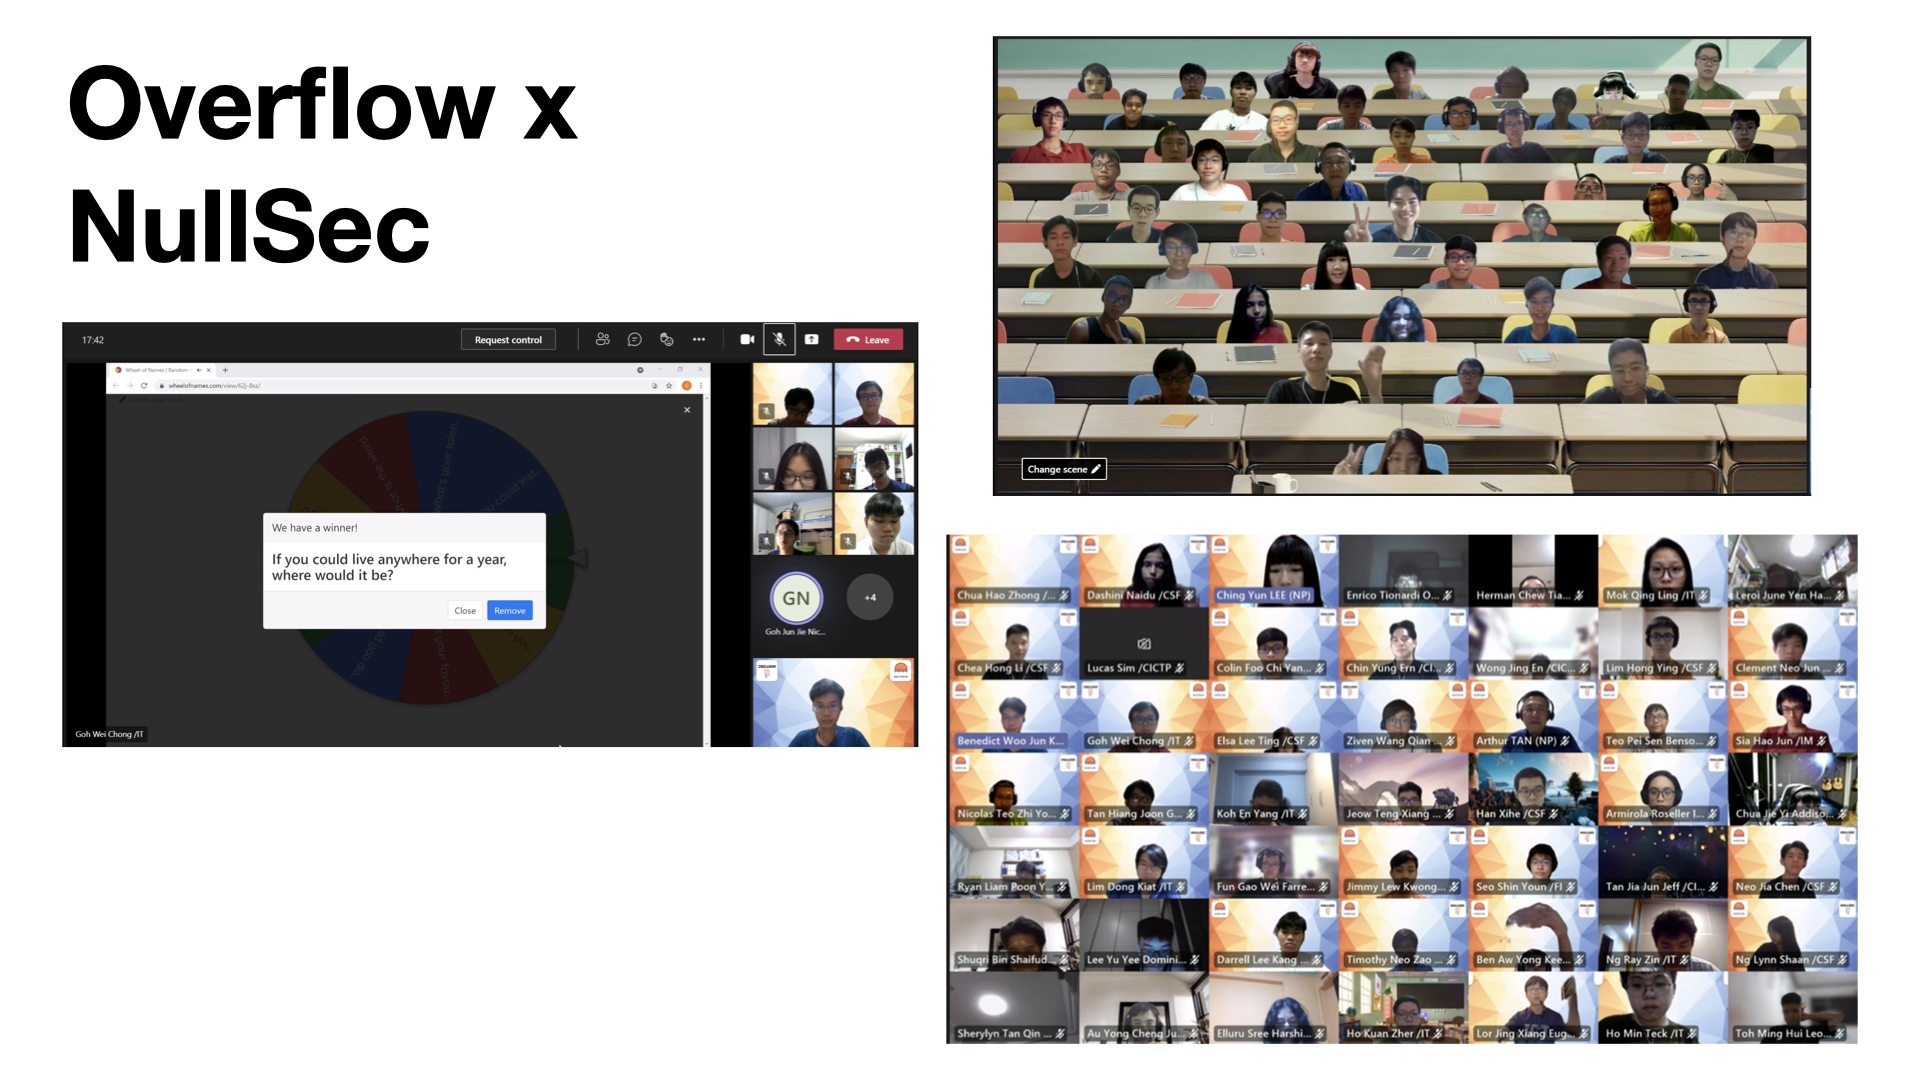 Overflow x
NullSec
17:42
Request control
Leave
Wheel of Names | Random
wheelofnames.com/view/62j-8xz/
We have a winner!
If you could live anywhere for a year,
where would it be?
Close
Remove
GN
+4
Goh Jun Jie Nic...
Goh Wei Chong /IT
Change scene
Chua Hao Zhong /...
Dashini Naidu /CSF
Ching Yun LEE (NP)
Enrico Tionardi O...
Herman Chew Tia...
Mok Qing Ling /IT
Leroi June Yen Ha...
Chea Hong Li /CSF
Lucas Sim /CICTP
Colin Foo Chi Yan...
Chin Yung Ern /CI...
Wong Jing En /CIC...
Lim Hong Ying /CSF
Clement Neo Jun ...
Benedict Woo Jun K...
Goh Wei Chong /IT
Elsa Lee Ting /CSF
Ziven Wang Qian ...
Arthur TAN (NP)
Teo Pei Sen Benso...
Sia Hao Jun /IM
Nicolas Teo Zhi Yo...
Tan Hiang Joon G...
Koh En Yang /IT
Jeow Teng Xiang ...
Han Xihe /CSF
Armirola Roseller I...
Chua Jie Yi Addiso...
Ryan Liam Poon Y...
Lim Dong Kiat /IT
Fun Gao Wei Farre...
Jimmy Lew Kwong...
Seo Shin Youn /FI
Tan Jia Jun Jeff /CI...
Neo Jia Chen /CSF
Shuqri Bin Shaifud...
Lee Yu Yee Domini...
Darrell Lee Kang ...
Timothy Neo Zao ...
Ben Aw Yong Kee...
Ng Ray Zin /IT
Ng Lynn Shaan /CSF
Sherylyn Tan Qin ...
Au Yong Cheng Ju...
Elluru Sree Harshi...
Ho Kuan Zher /IT
Lor Jing Xiang Eug...
Ho Min Teck /IT
Toh Ming Hui Leo...